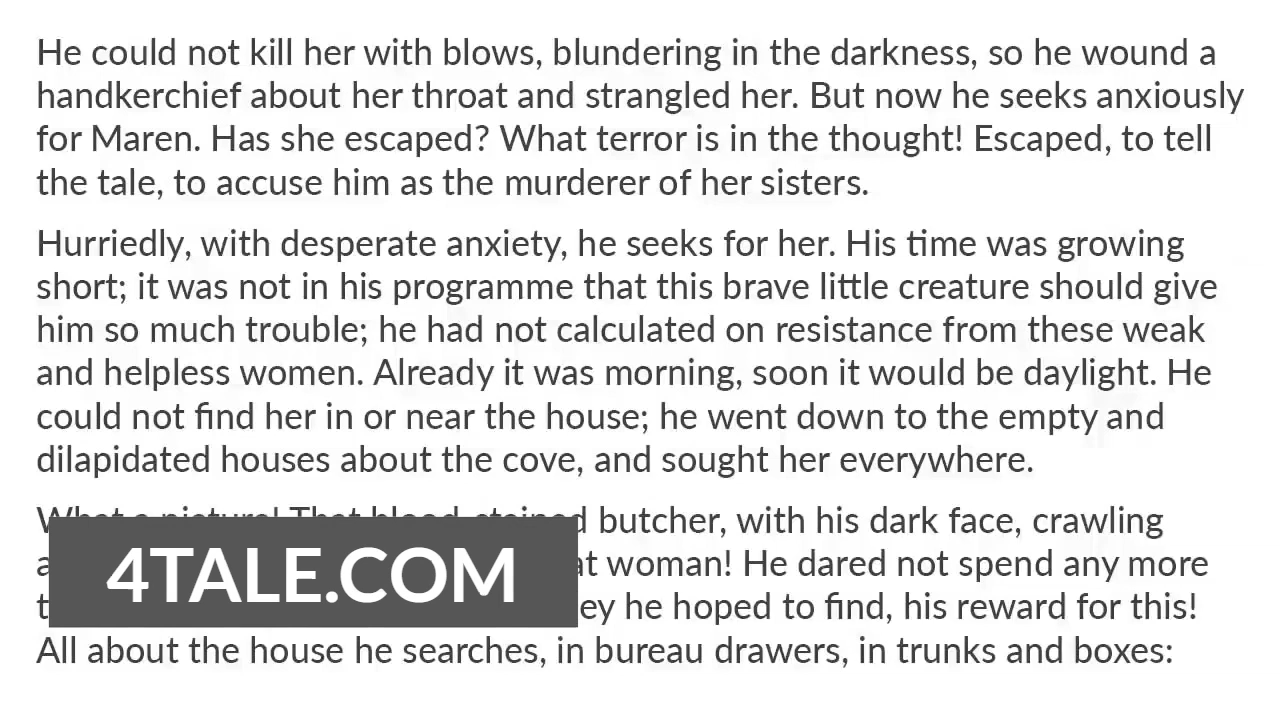 He could not kill her with blows, blundering in the darkness, so he wound a
handkerchief about her throat and strangled her. But now he seeks anxiously
for Maren. Has she escaped? What terror is in the thought! Escaped, to tell
the tale, to accuse him as the murderer of her sisters.
Hurriedly, with desperate anxiety, he seeks for her. His time was growing
short; it was not in his programme that this brave little creature should give
him so much trouble; he had not calculated on resistance from these weak
and helpless women. Already it was morning, soon it would be daylight. He
could not find her in or near the house; he went down to the empty and
dilapidated houses about the cove, and sought her everywhere.
What a picture! That blood-stained butcher, with his dark face, crawling
woman! He dared not spend any more
he hoped to find, his reward for this!
4TALE.COM
All about the house he searches, in bureau drawers, in trunks and boxes: